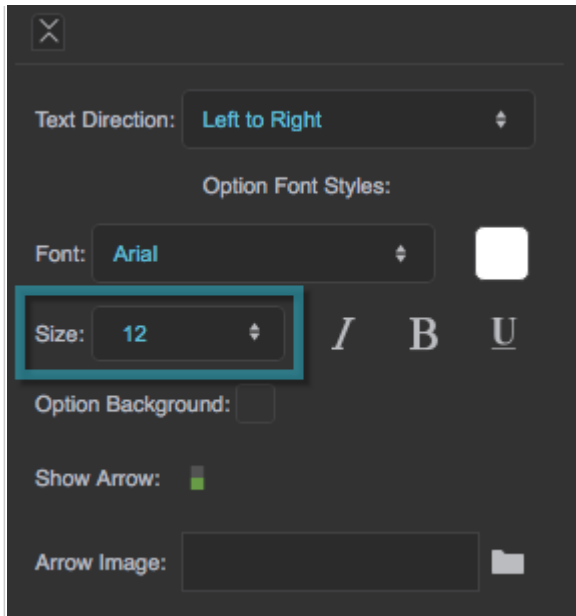 Text Direction: Left to Right
Option Font Styles:
Font: Arial
Size: 12 I B U
Option Background:
Show Arrow:
Arrow Image: